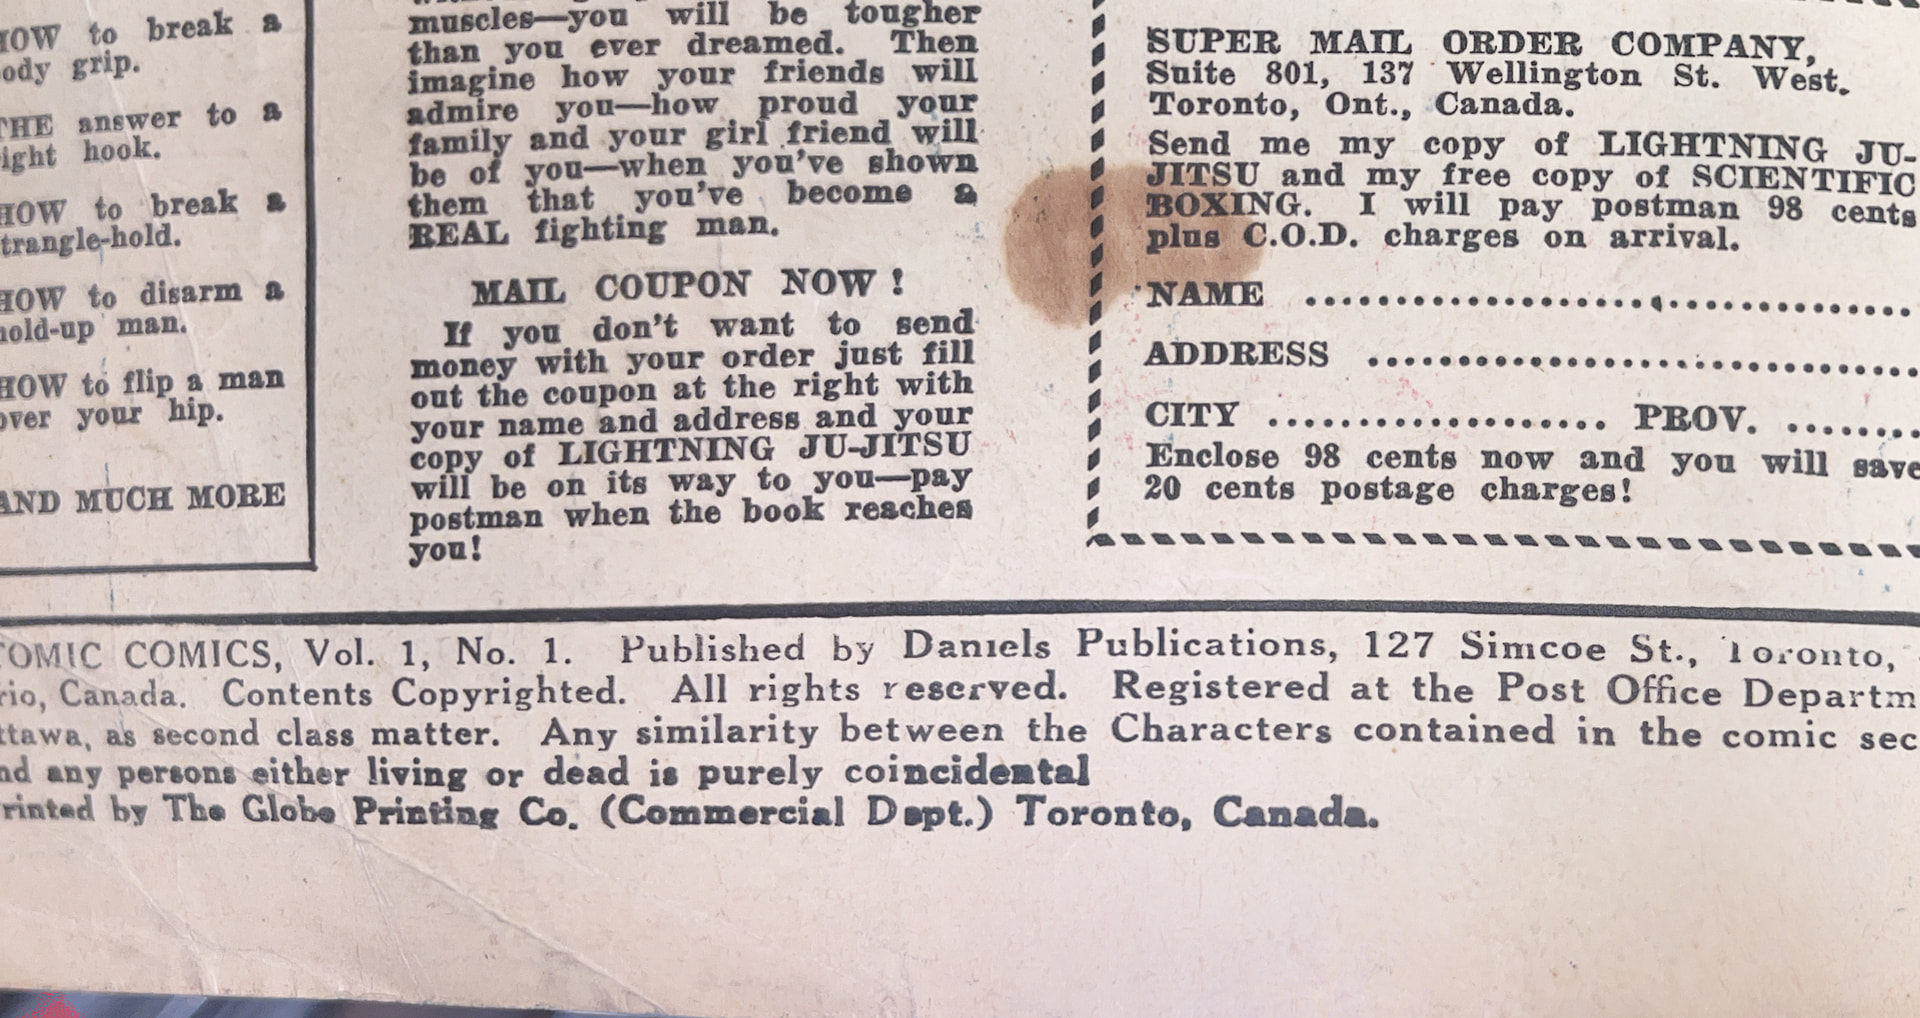 HOW to break a
ody grip.
THE answer to a
ight hook.
HOW to break a
trangle-hold.
HOW to disarm a
hold-up man.
HOW to flip a man
over your hip.
AND MUCH MORE
muscles—you will be tougher
than you ever dreamed. Then
imagine how your friends will
admire you—how proud your
family and your girl friend will
be of you—when you've shown
them that you've become a
REAL fighting man.
MAIL COUPON NOW!
If you don't want to send
money with your order just fill
out the coupon at the right with
your name and address and your
copy of LIGHTNING JU-JITSU
will be on its way to you—pay
postman when the book reaches
you!
SUPER MAIL ORDER COMPANY,
Suite 801, 137 Wellington St. West.
Toronto, Ont., Canada.
Send me my copy of LIGHTNING JU-
JITSU and my free copy of SCIENTIFIC
BOXING. I will pay postman 98 cents
plus C.O.D. charges on arrival.
NAME
ADDRESS
CITY PROV.
Enclose 98 cents now and you will save
20 cents postage charges!
TOMIC COMICS, Vol. 1, No. 1. Published by Daniels Publications, 127 Simcoe St., Toronto,
rio, Canada. Contents Copyrighted. All rights reserved. Registered at the Post Office Departm
ttawa, as second class matter. Any similarity between the Characters contained in the comic sec
nd any persons either living or dead is purely coincidental
rinted by The Globe Printing Co. (Commercial Dept.) Toronto, Canada.